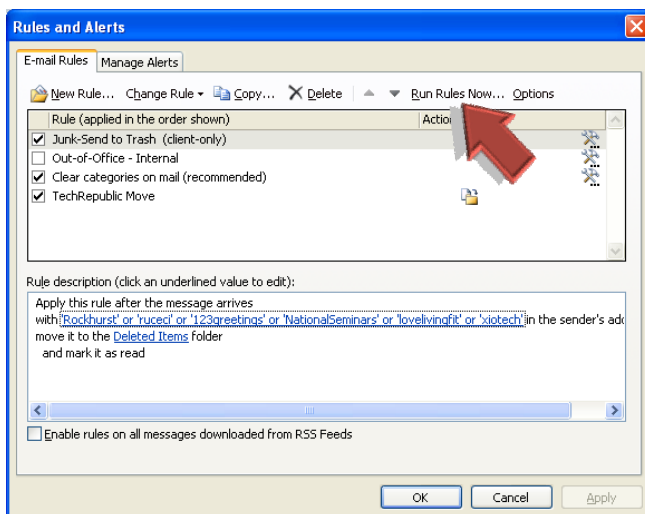 Rules and Alerts
E-mail Rules Manage Alerts
New Rule... Change Rule Copy... Delete Run Rules Now... Options
Rule (applied in the order shown) Actio
Junk-Send to Trash (client-only)
Out-of-Office - Internal
Clear categories on mail (recommended)
TechRepublic Move
Rule description (click an underlined value to edit):
Apply this rule after the message arrives
with 'Rockhurst' or 'ruceci' or '123greetings' or 'NationalSeminars' or 'lovelivingfit' or 'xiotech' in the sender's add
move it to the Deleted Items folder
and mark it as read
Enable rules on all messages downloaded from RSS Feeds
OK Cancel Apply